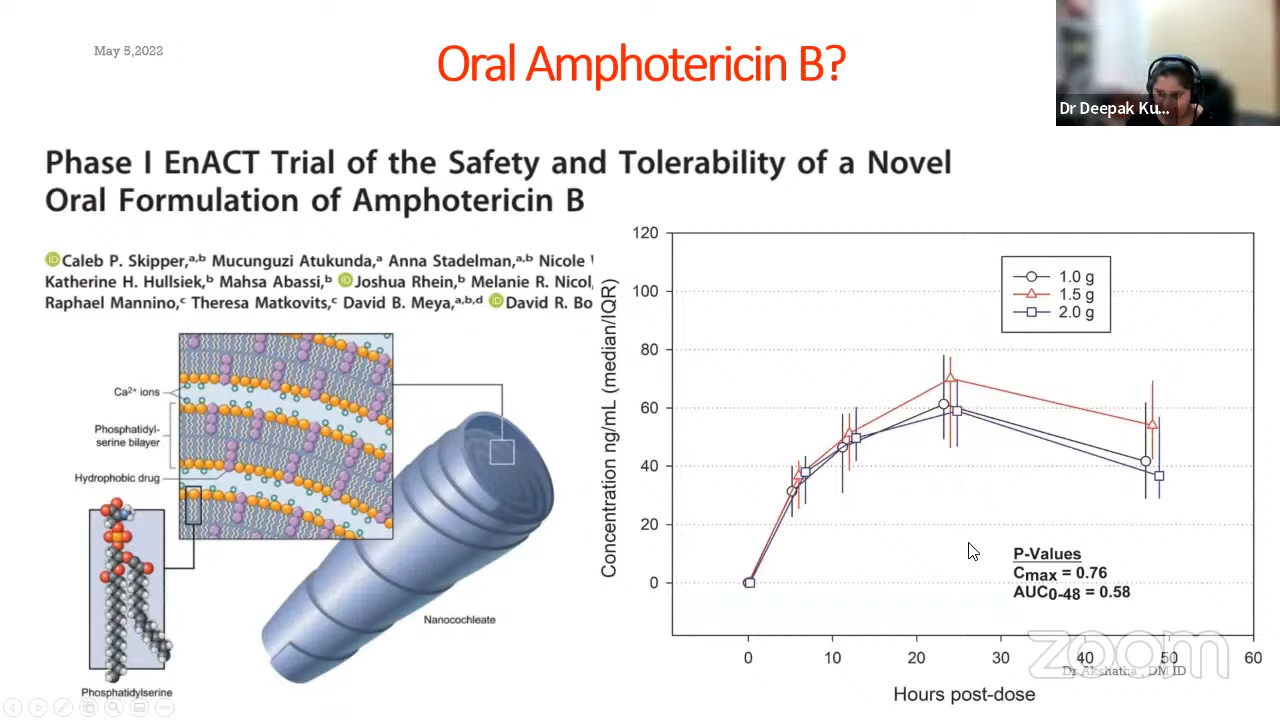 May 5,2022
Oral Amphotericin B?
Dr Deepak Ku...
Phase I EnACT Trial of the Safety and Tolerability of a Novel
Oral Formulation of Amphotericin B
Caleb P. Skipper,a,b Mucunguzi Atukunda,a Anna Stadelman,a,b Nicole
Katherine H. Hullsiek,b Mahsa Abassi,b Joshua Rhein,b Melanie R. Nicol,
Raphael Mannino,c Theresa Matkovits,c David B. Meya,a,b,d David R. Bo
Ca2+ ions
Phosphatidyl-
serine bilayer
Hydrophobic drug
Nanocochleate
Phosphatidylserine
Concentration ng/mL (median/IQR)
120
100
80
60
40
20
0
1.0 g
1.5 g
2.0 g
P-Values
Cmax = 0.76
AUC0-48 = 0.58
0 10 20 30 40 50 60
Hours post-dose
zoom
Dr Akshatha , DM ID